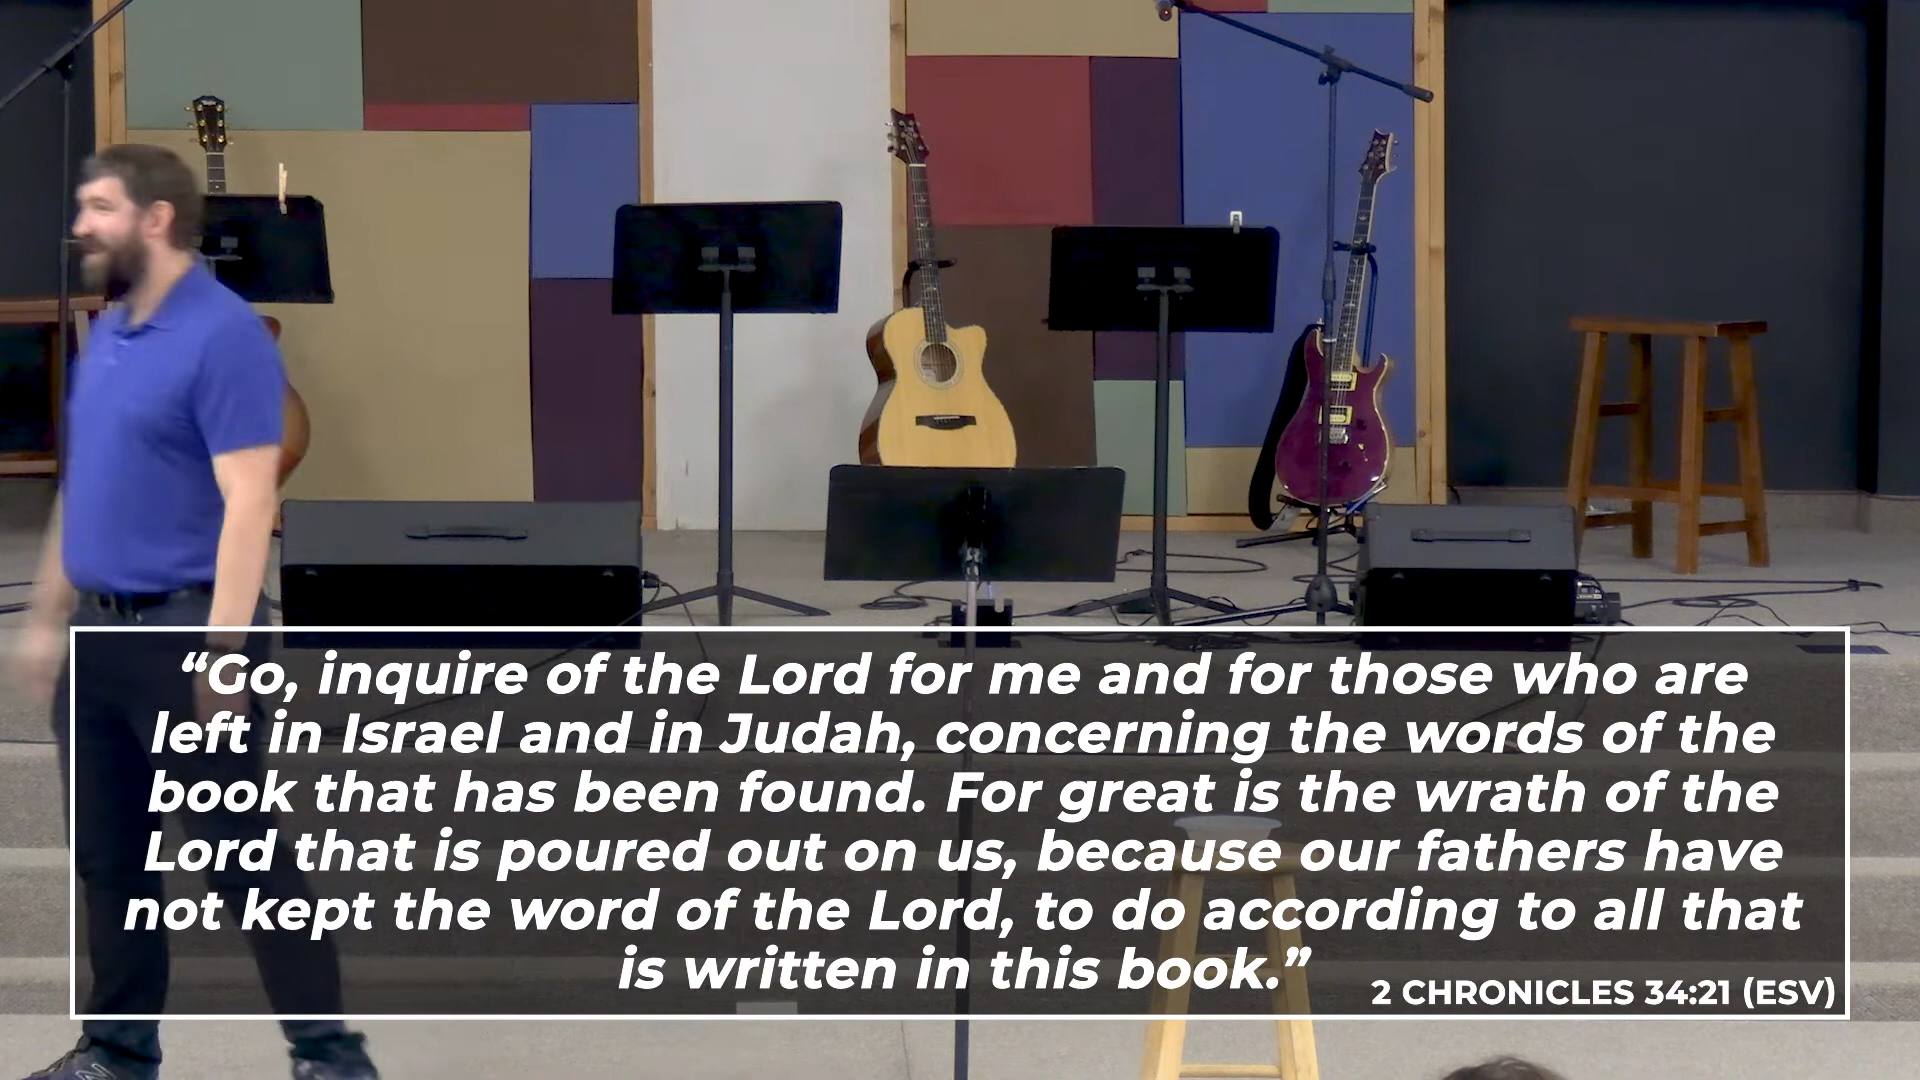 “Go, inquire of the Lord for me and for those who are
left in Israel and in Judah, concerning the words of the
book that has been found. For great is the wrath of the
Lord that is poured out on us, because our fathers have
not kept the word of the Lord, to do according to all that
is written in this book.”
2 CHRONICLES 34:21 (ESV)